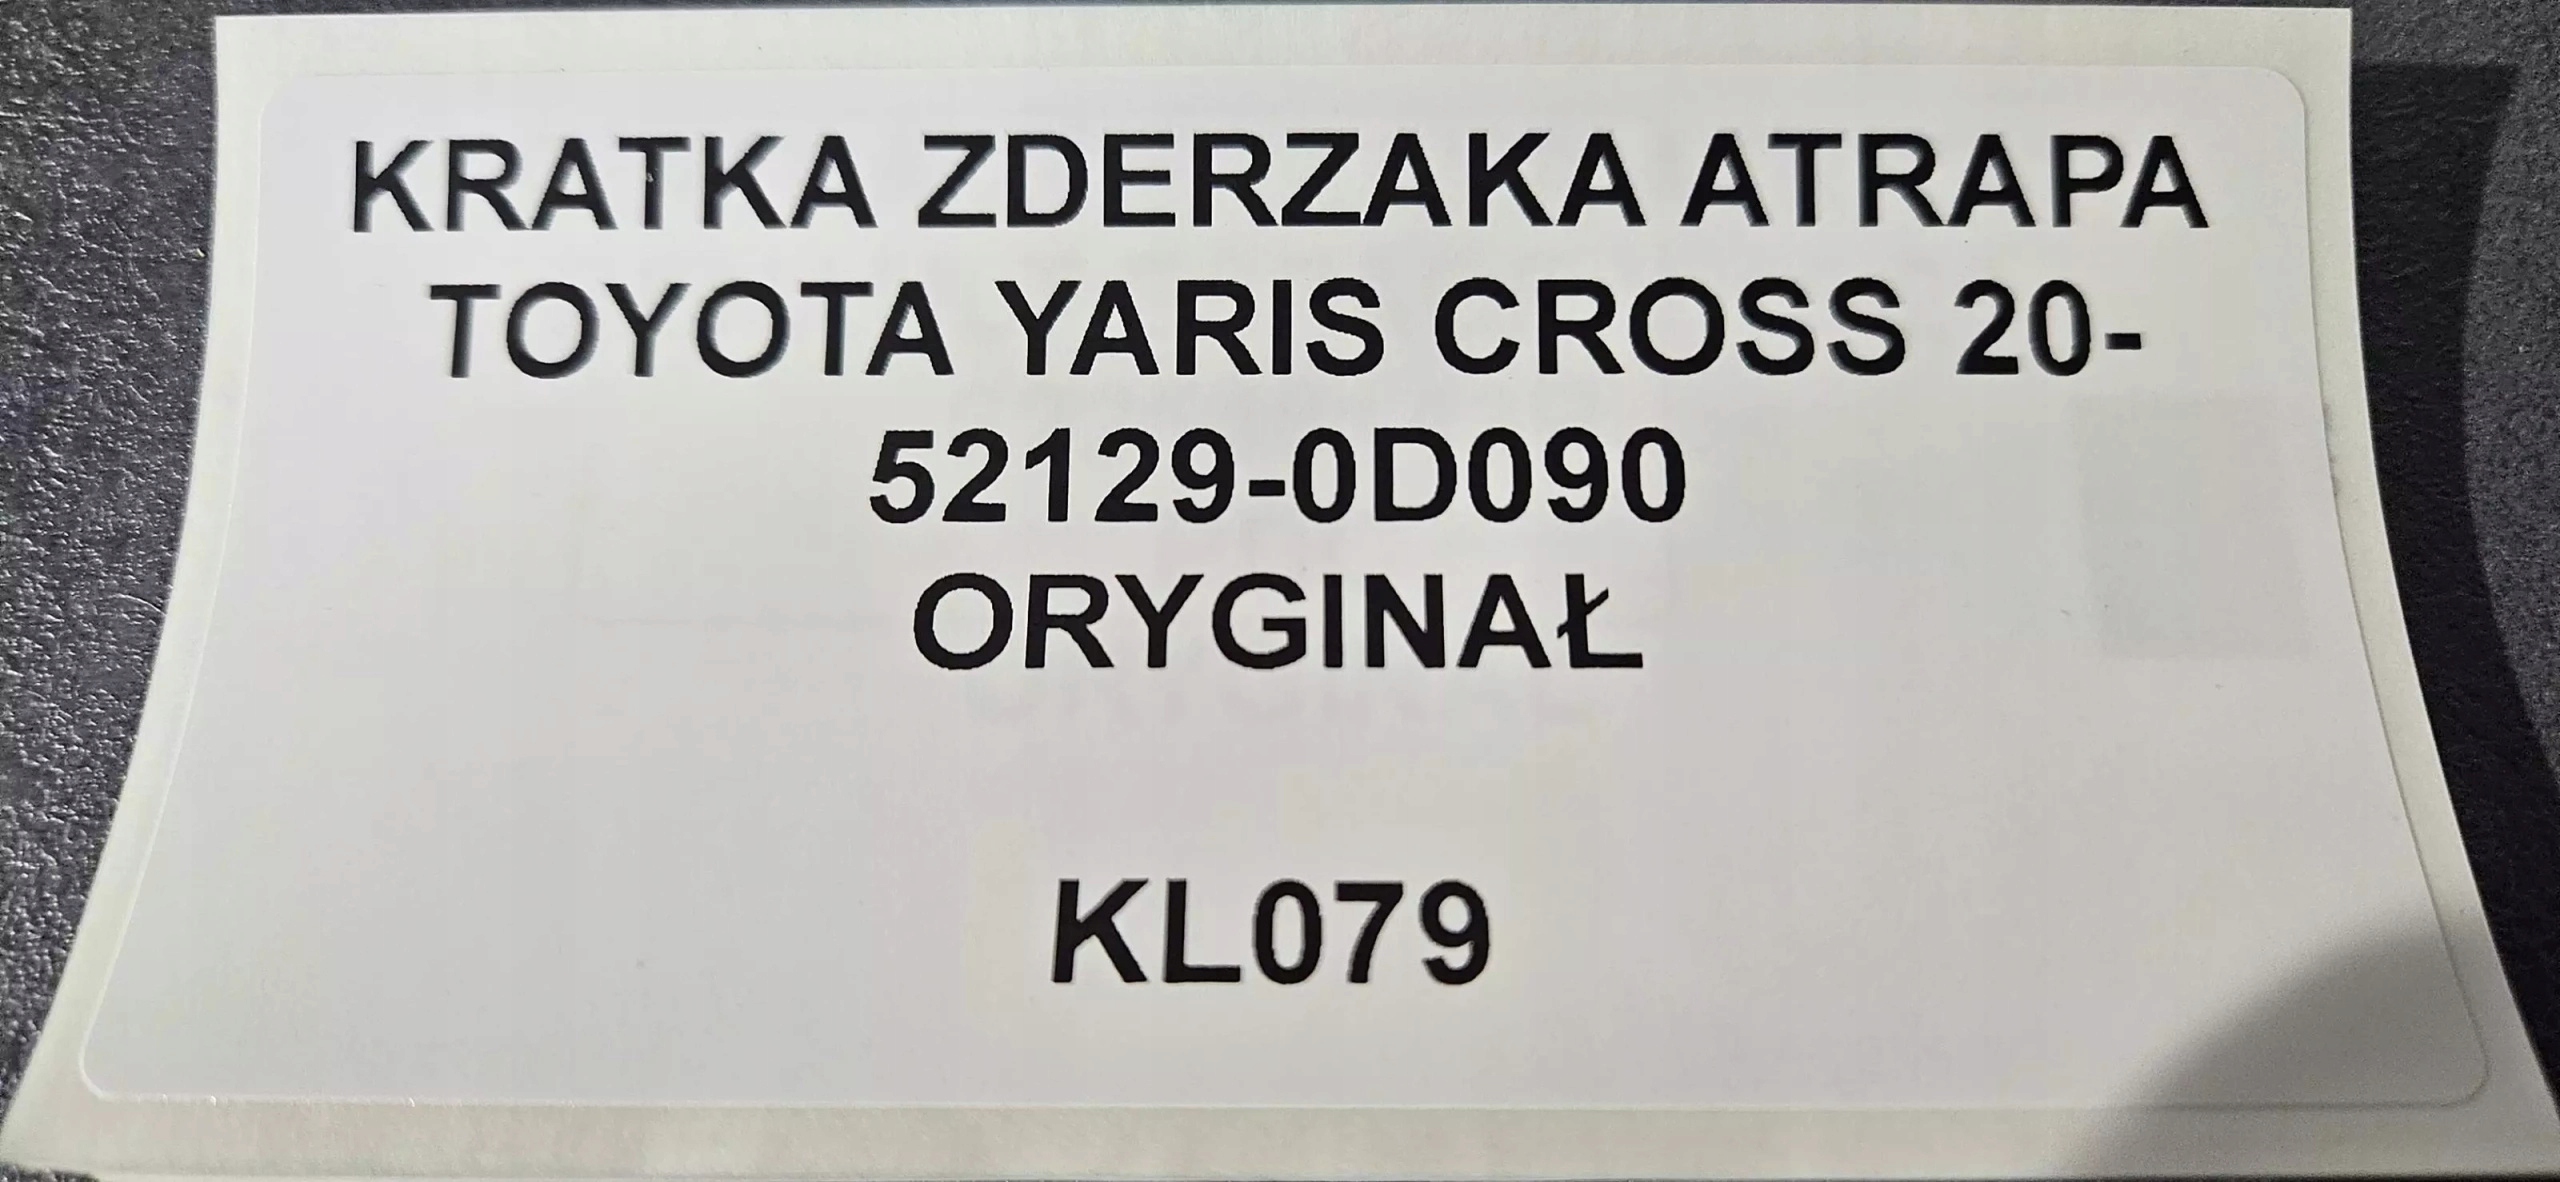 KRATKA ZDERZAKA ATRAPA
TOYOTA YARIS CROSS 20-
52129-0D090
ORYGINAŁ
KL079